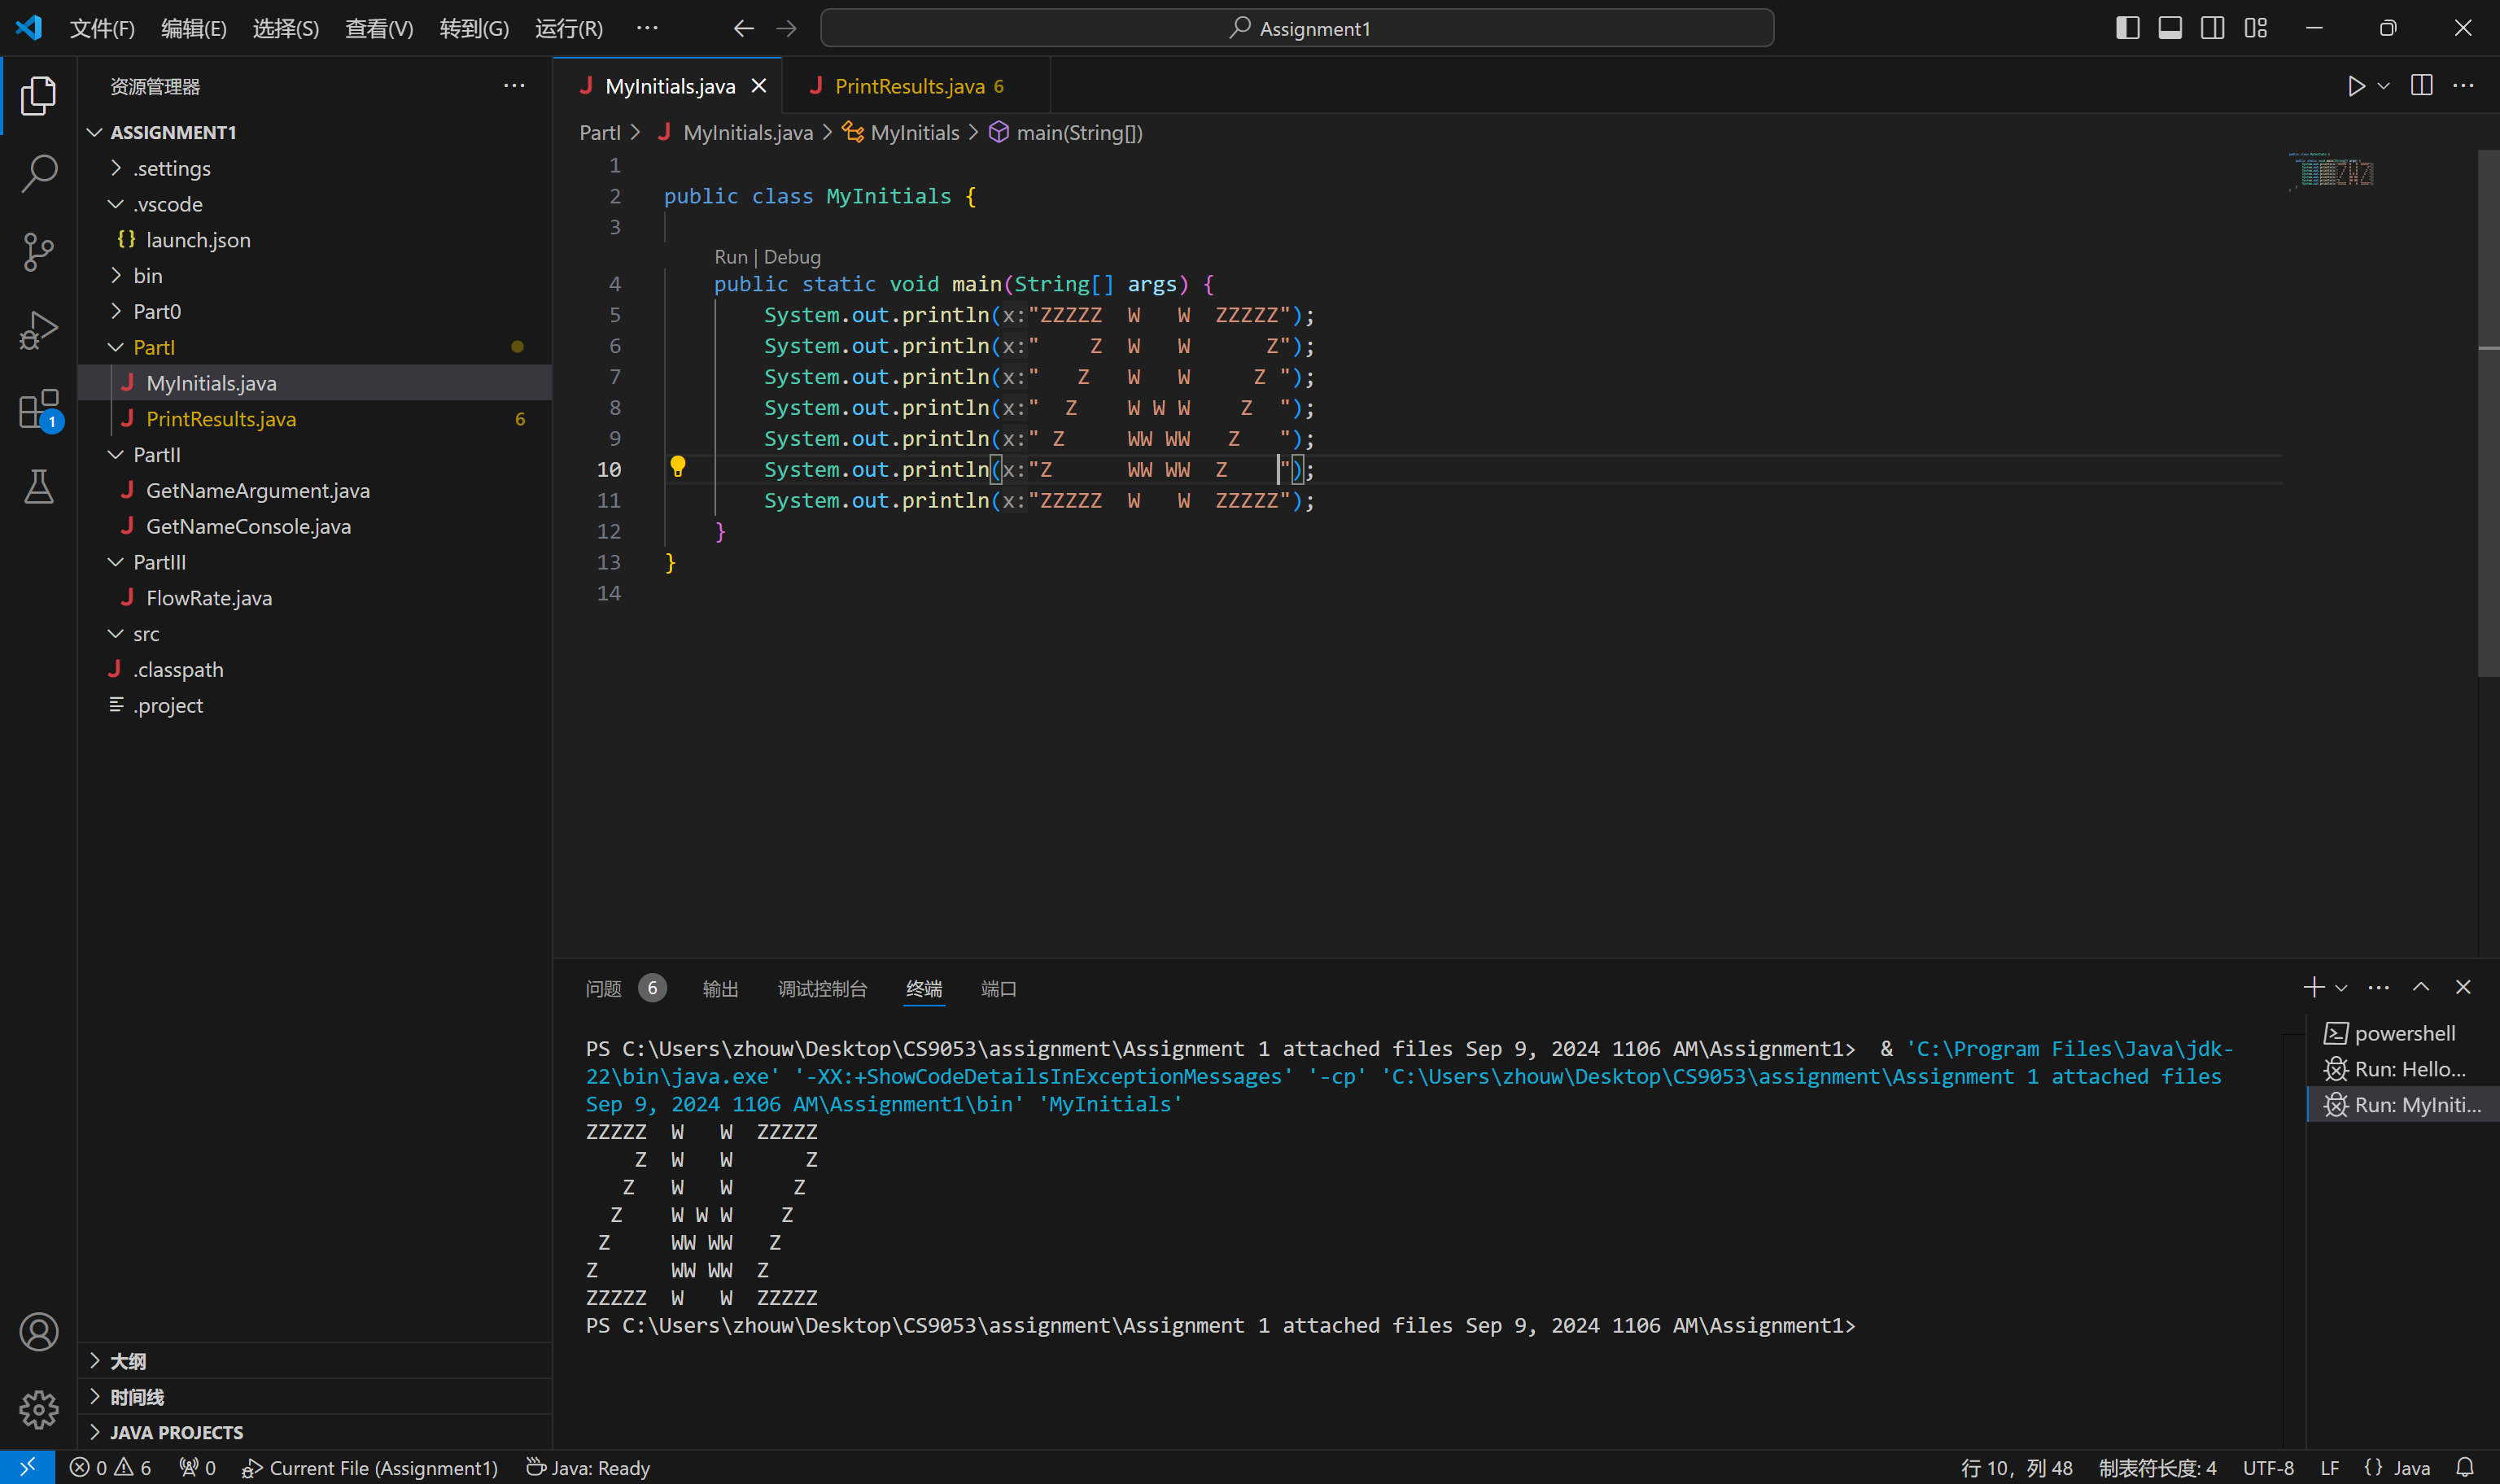 文件(F) 编辑(E) 选择(S) 查看(V) 转到(G) 运行(R) ··· Assignment1
资源管理器 ···
ASSIGNMENT1
.settings
.vscode
{} launch.json
bin
Part0
PartI
J MyInitials.java
J PrintResults.java 6
PartII
J GetNameArgument.java
J GetNameConsole.java
PartIII
J FlowRate.java
src
J .classpath
.project
大纲
时间线
JAVA PROJECTS
1
J MyInitials.java J PrintResults.java 6
PartI > J MyInitials.java > MyInitials > main(String[])
1
2 public class MyInitials {
3
Run | Debug
4     public static void main(String[] args) {
5         System.out.println(x:"ZZZZZ  W   W  ZZZZZ");
6         System.out.println(x:"    Z  W   W      Z");
7         System.out.println(x:"   Z   W   W     Z ");
8         System.out.println(x:"  Z    W W W    Z  ");
9         System.out.println(x:" Z     WW WW   Z   ");
10         System.out.println(x:"Z      WW WW  Z    ");
11         System.out.println(x:"ZZZZZ  W   W  ZZZZZ");
12     }
13 }
14
问题 6 输出 调试控制台 终端 端口
PS C:\Users\zhouw\Desktop\CS9053\assignment\Assignment 1 attached files Sep 9, 2024 1106 AM\Assignment1>  & 'C:\Program Files\Java\jdk-
22\bin\java.exe' '-XX:+ShowCodeDetailsInExceptionMessages' '-cp' 'C:\Users\zhouw\Desktop\CS9053\assignment\Assignment 1 attached files
Sep 9, 2024 1106 AM\Assignment1\bin' 'MyInitials'
ZZZZZ  W   W  ZZZZZ
    Z  W   W      Z
   Z   W   W     Z
  Z    W W W    Z
 Z     WW WW   Z
Z      WW WW  Z
ZZZZZ  W   W  ZZZZZ
PS C:\Users\zhouw\Desktop\CS9053\assignment\Assignment 1 attached files Sep 9, 2024 1106 AM\Assignment1>
powershell
Run: Hello...
Run: MyIniti...
0 6 0 Current File (Assignment1) Java: Ready 行 10，列 48 制表符长度: 4 UTF-8 LF {} Java